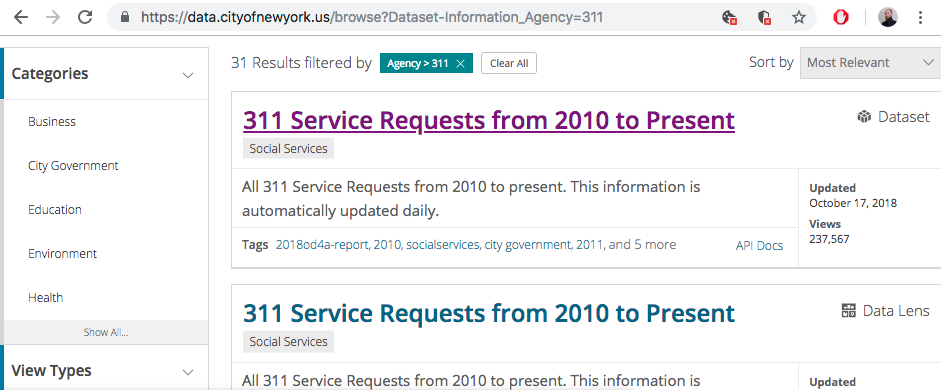 https://data.cityofnewyork.us/browse?Dataset-Information_Agency=311
Categories
Business
City Government
Education
Environment
Health
Show All...
View Types
31 Results filtered by Agency > 311 Clear All
Sort by Most Relevant
311 Service Requests from 2010 to Present
Dataset
Social Services
All 311 Service Requests from 2010 to present. This information is
automatically updated daily.
Updated
October 17, 2018
Views
237,567
Tags 2018od4a-report, 2010, socialservices, city government, 2011, and 5 more
API Docs
311 Service Requests from 2010 to Present
Data Lens
Social Services
All 311 Service Requests from 2010 to present. This information is
Updated